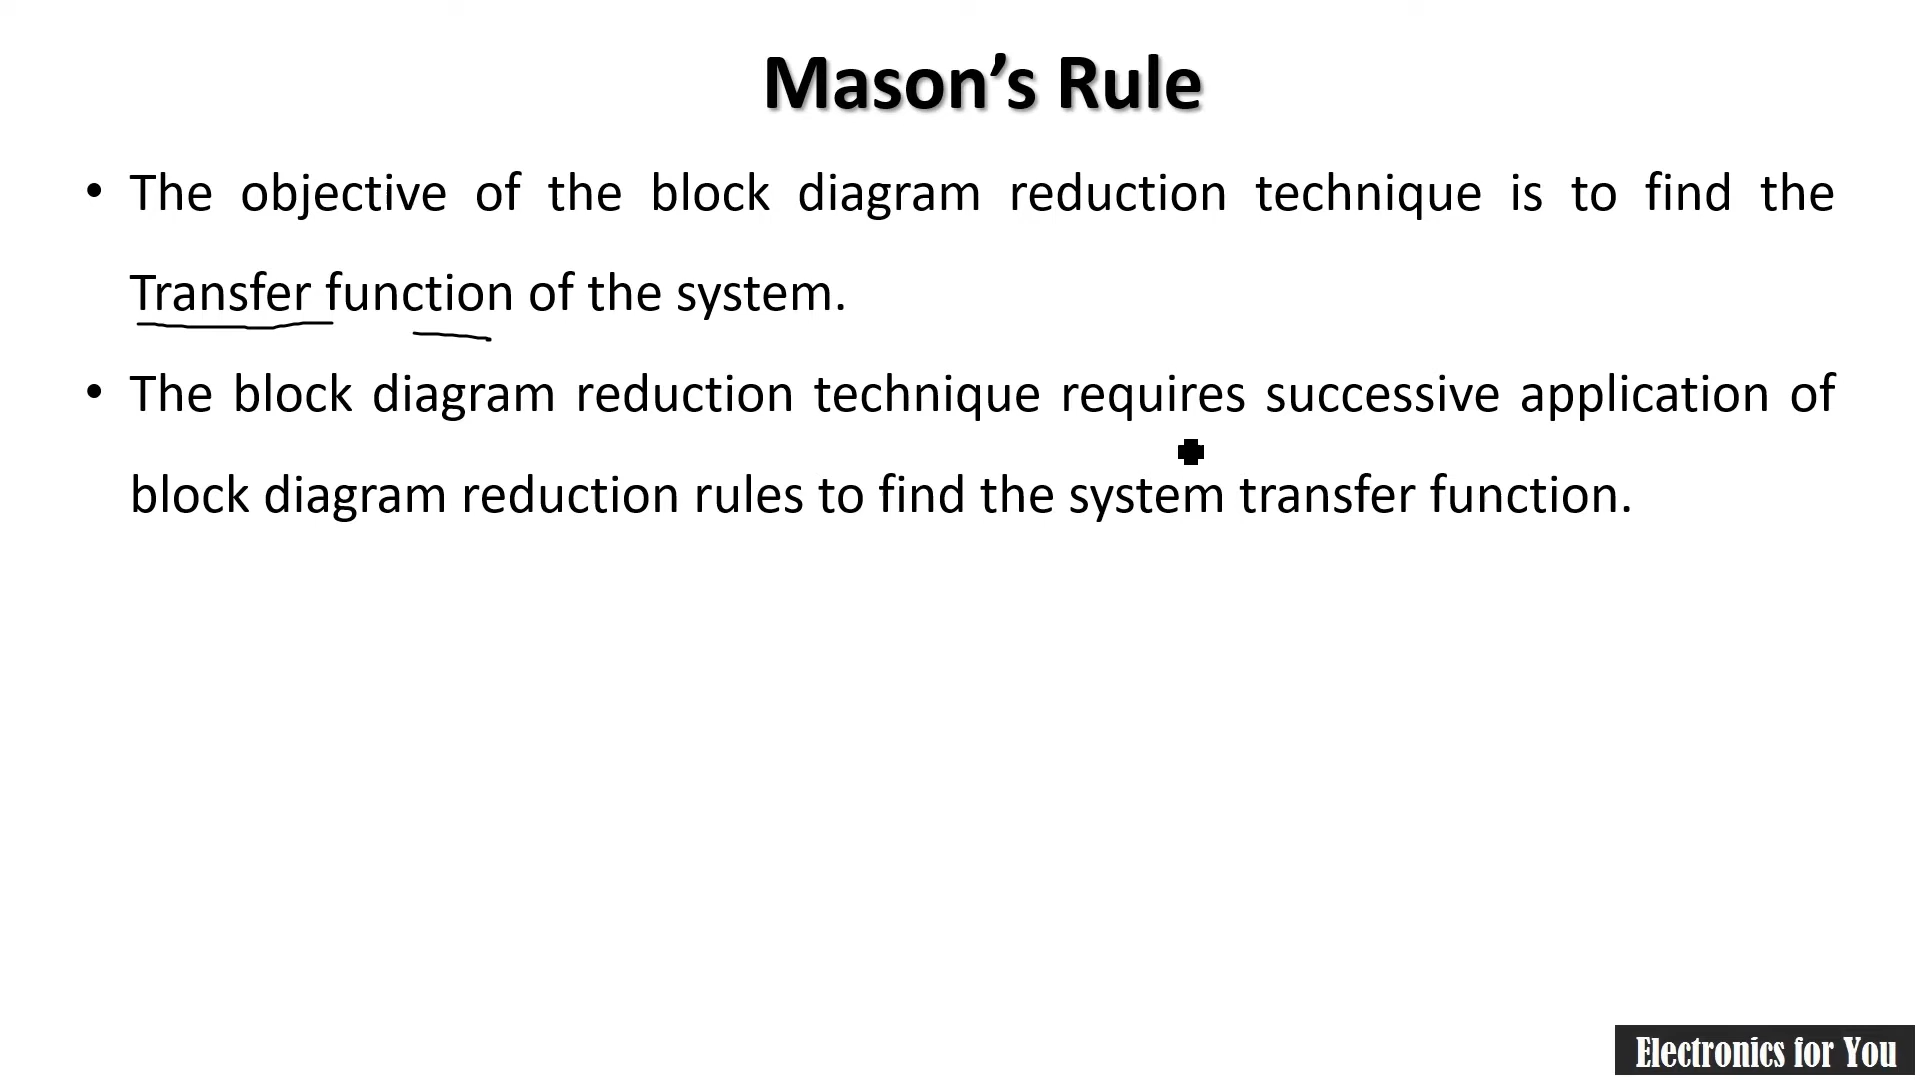 Mason’s Rule
• The objective of the block diagram reduction technique is to find the
Transfer function of the system.
• The block diagram reduction technique requires successive application of
block diagram reduction rules to find the system transfer function.
Electronics for You